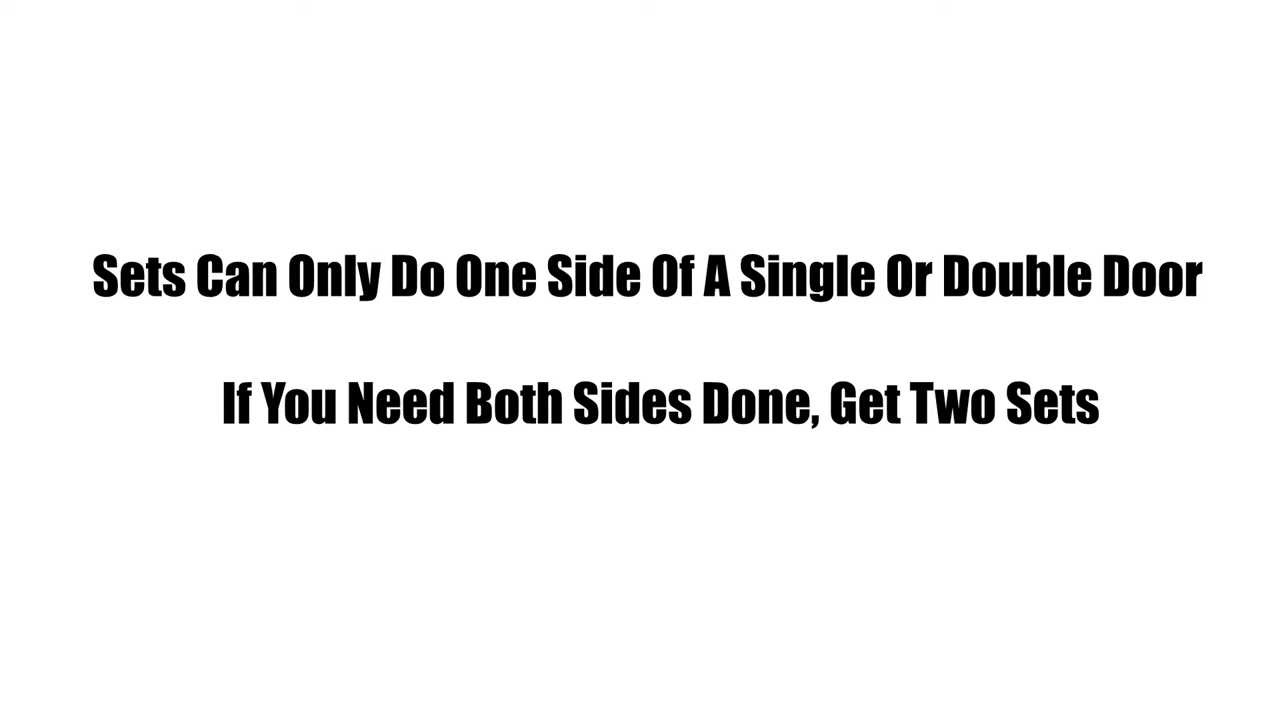 Sets Can Only Do One Side Of A Single Or Double Door
If You Need Both Sides Done, Get Two Sets